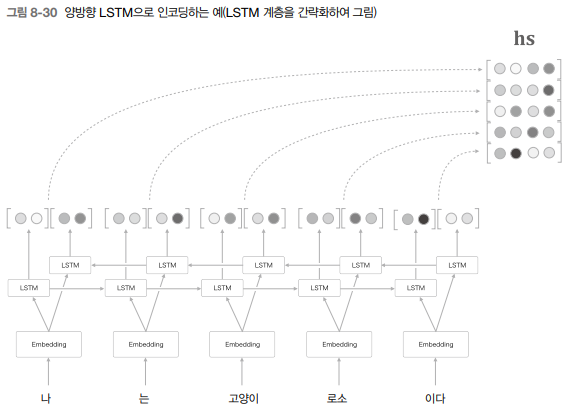 그림 8-30 양방향 LSTM으로 인코딩하는 예(LSTM 계층을 간략화하여 그림)
hs
LSTM LSTM LSTM LSTM LSTM
LSTM LSTM LSTM LSTM LSTM
Embedding Embedding Embedding Embedding Embedding
나 는 고양이 로소 이다